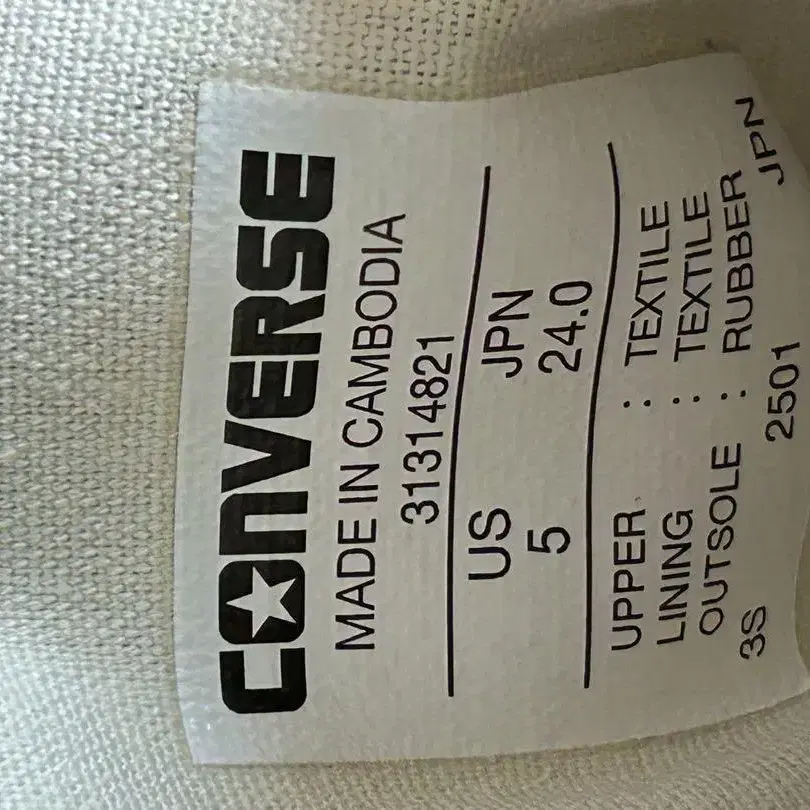 CONVERSE
MADE IN CAMBODIA
31314821
US JPN
5 24.0
UPPER : TEXTILE
LINING : TEXTILE
OUTSOLE : RUBBER
3S 2501 JPN